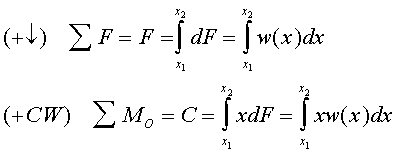 (+↓) ∑ F = F = ∫_{x₁}^{x₂} dF = ∫_{x₁}^{x₂} w(x)dx
(+CW) ∑ M_O = C = ∫_{x₁}^{x₂} xdF = ∫_{x₁}^{x₂} xw(x)dx